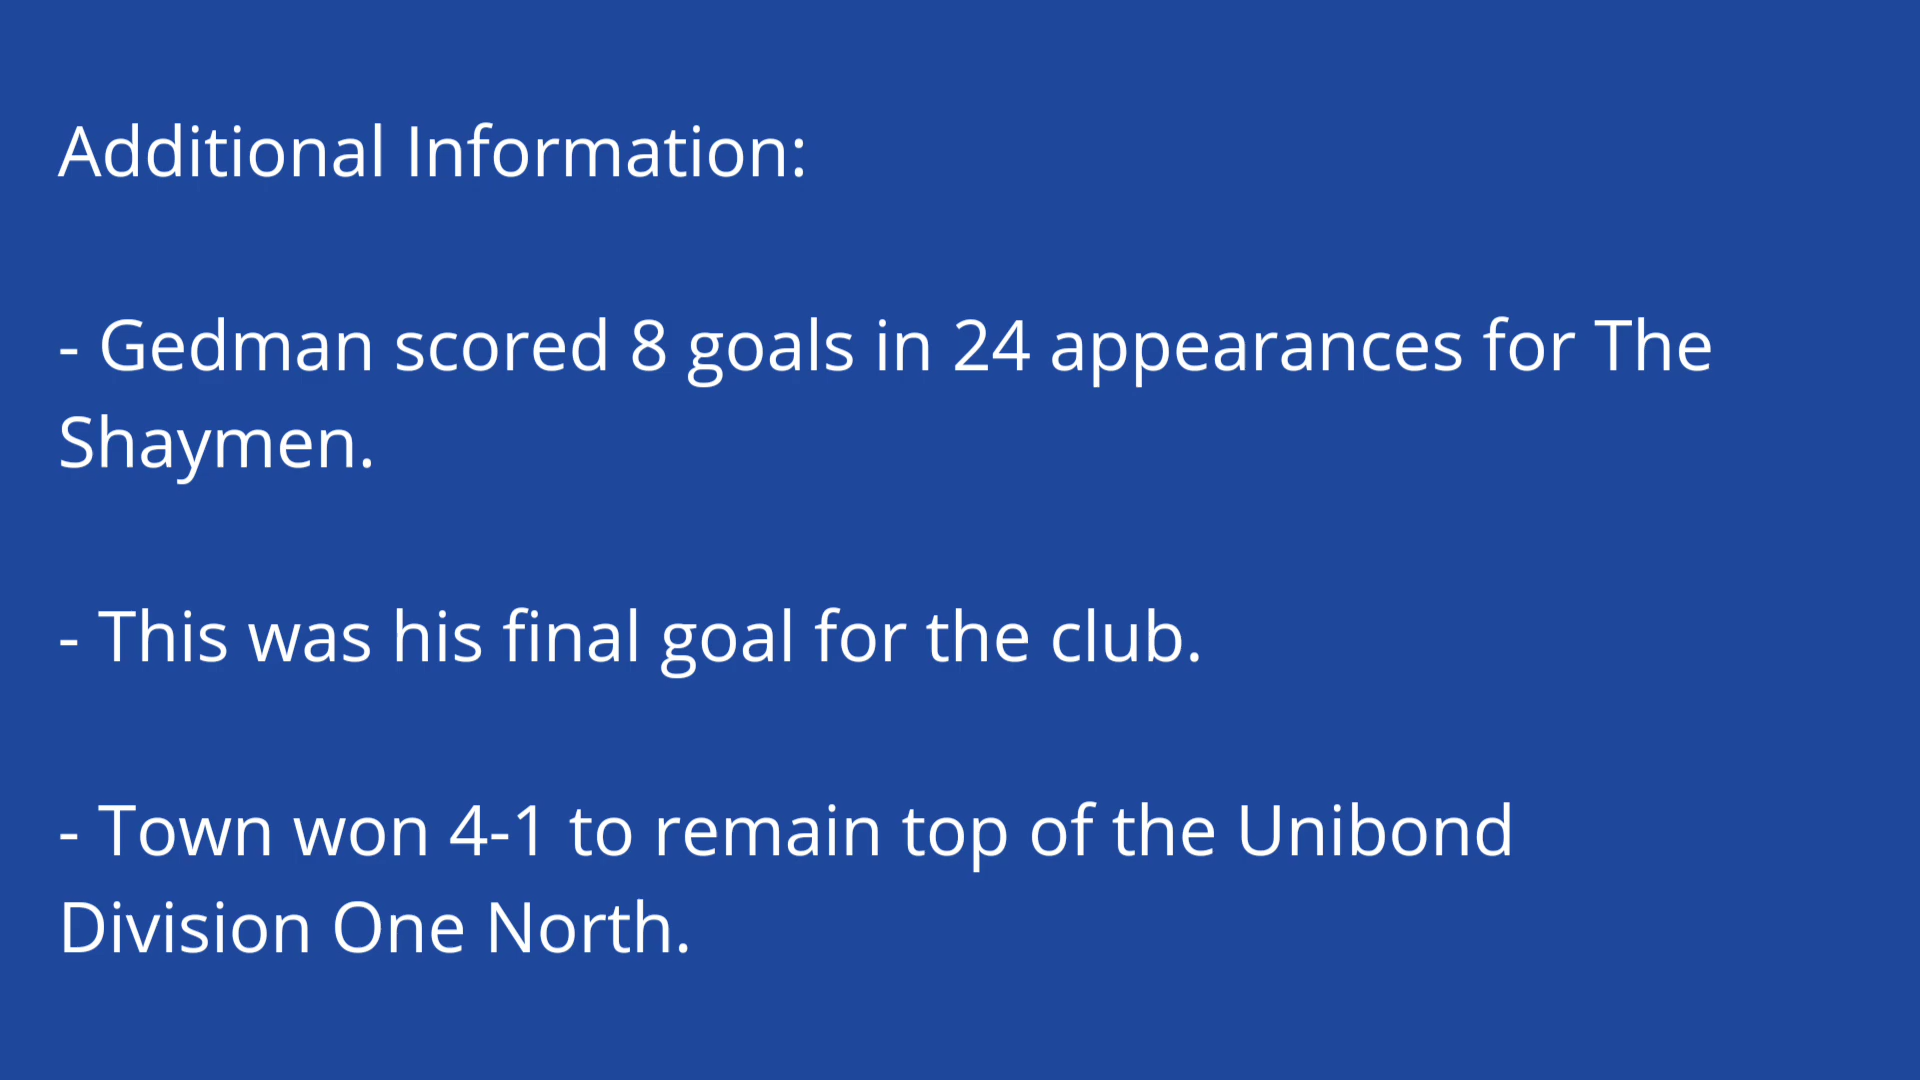 Additional Information:
- Gedman scored 8 goals in 24 appearances for The
Shaymen.
- This was his final goal for the club.
- Town won 4-1 to remain top of the Unibond
Division One North.